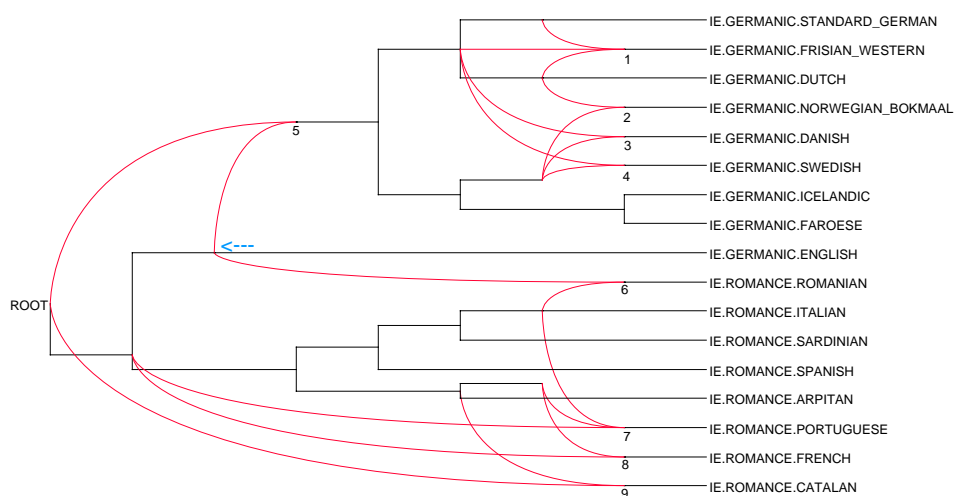 IE.GERMANIC.STANDARD_GERMAN
IE.GERMANIC.FRISIAN_WESTERN
1
IE.GERMANIC.DUTCH
IE.GERMANIC.NORWEGIAN_BOKMAAL
2
5
IE.GERMANIC.DANISH
3
IE.GERMANIC.SWEDISH
4
IE.GERMANIC.ICELANDIC
IE.GERMANIC.FAROESE
<---
IE.GERMANIC.ENGLISH
IE.ROMANCE.ROMANIAN
6
ROOT
IE.ROMANCE.ITALIAN
IE.ROMANCE.SARDINIAN
IE.ROMANCE.SPANISH
IE.ROMANCE.ARPITAN
IE.ROMANCE.PORTUGUESE
7
IE.ROMANCE.FRENCH
8
IE.ROMANCE.CATALAN
9